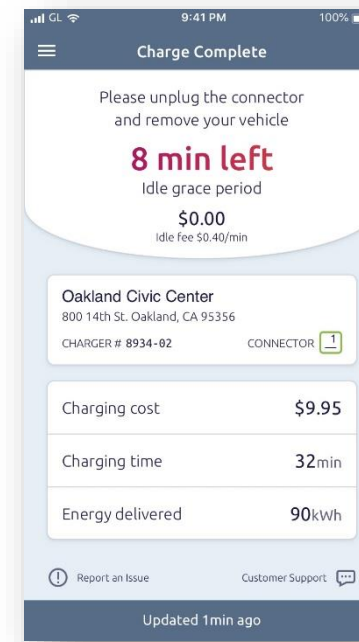 GL 9:41 PM 100%
Charge Complete
Please unplug the connector
and remove your vehicle
8 min left
Idle grace period
$0.00
Idle fee $0.40/min
Oakland Civic Center
800 14th St. Oakland, CA 95356
CHARGER # 8934-02 CONNECTOR 1
Charging cost $9.95
Charging time 32min
Energy delivered 90kWh
Report an Issue Customer Support
Updated 1min ago